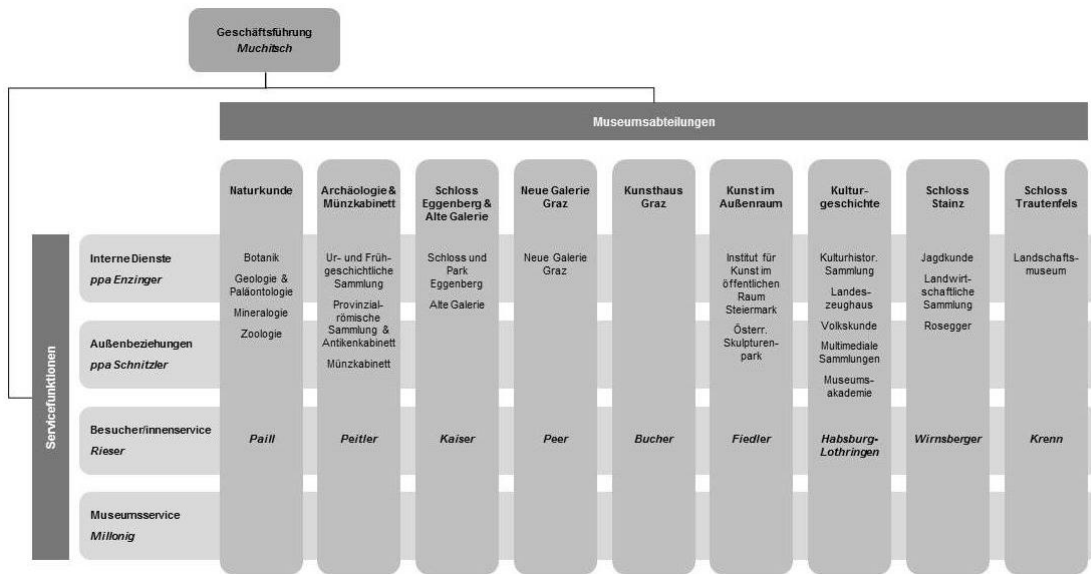 Geschäftsführung
Muchitsch
Museumsabteilungen
Naturkunde
Archäologie &
Münzkabinett
Schloss
Eggenberg &
Alte Galerie
Neue Galerie
Graz
Kunsthaus
Graz
Kunst im
Außenraum
Kultur-
geschichte
Schloss
Stainz
Schloss
Trautenfels
Servicefunktionen
Interne Dienste
ppa Enzinger
Außenbeziehungen
ppa Schnitzler
Besucher/innenservice
Rieser
Museumsservice
Millonig
Botanik
Geologie &
Paläontologie
Mineralogie
Zoologie
Paill
Ur- und Früh-
geschichtliche
Sammlung
Provinzial-
römische
Sammlung &
Antikenkabinett
Münzkabinett
Peitler
Schloss und
Park
Eggenberg
Alte Galerie
Kaiser
Neue Galerie
Graz
Peer
Bucher
Institut für
Kunst im
öffentlichen
Raum
Steiermark
Österr.
Skulpturen-
park
Fiedler
Kulturhistor.
Sammlung
Landes-
zeughaus
Volkskunde
Multimediale
Sammlungen
Museums-
akademie
Habsburg-
Lothringen
Jagdkunde
Landwirt-
schaftliche
Sammlung
Rosegger
Wirnsberger
Landschafts-
museum
Krenn